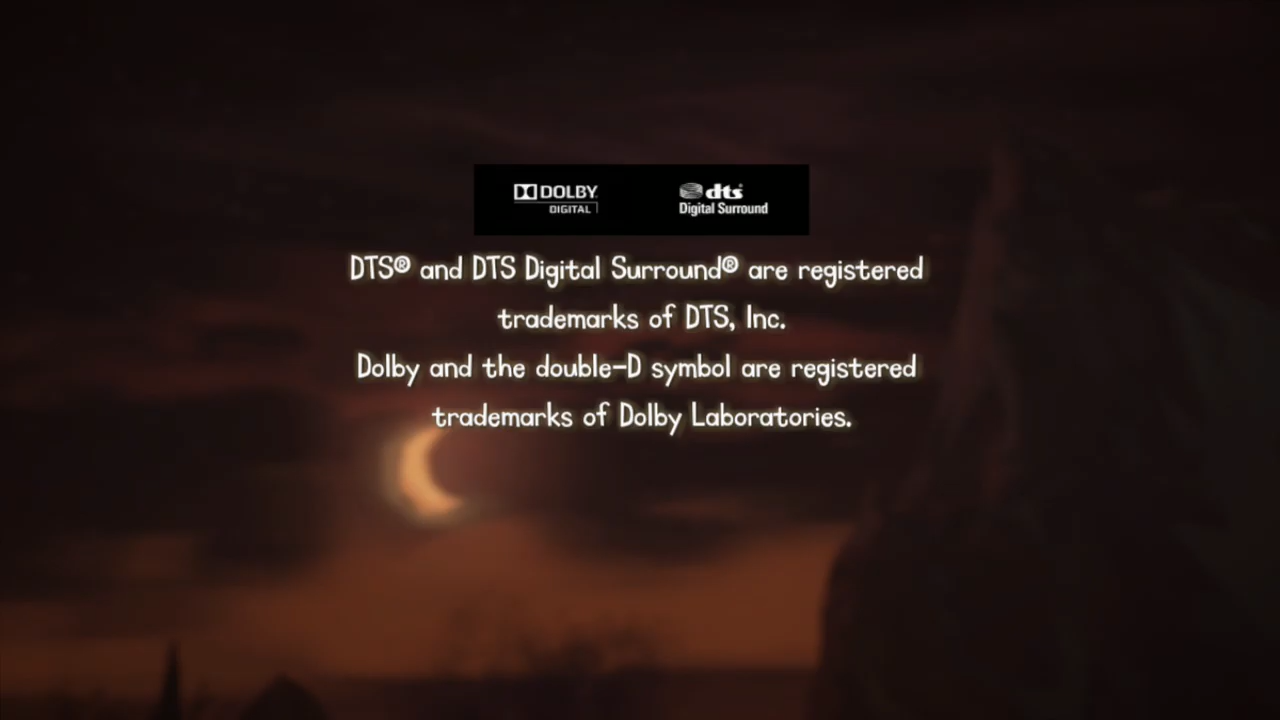 DOLBY dts
DIGITAL Digital Surround
DTS® and DTS Digital Surround® are registered
trademarks of DTS, Inc.
Dolby and the double-D symbol are registered
trademarks of Dolby Laboratories.